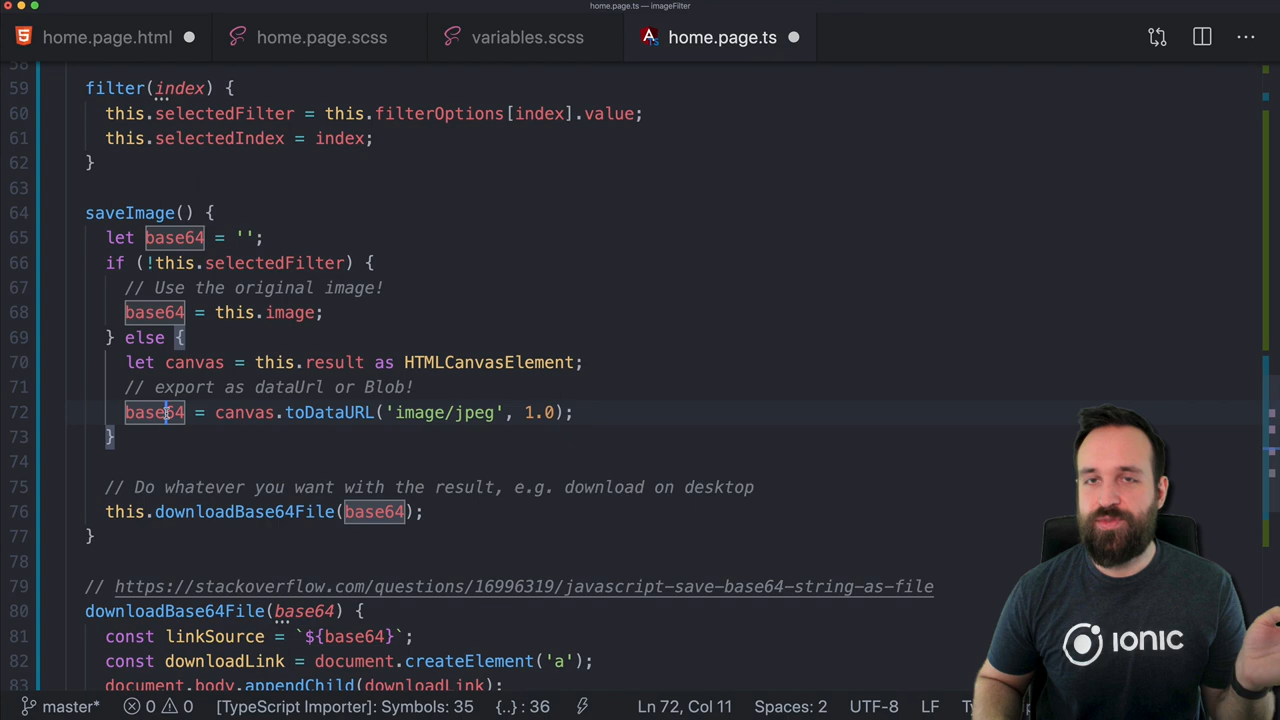 home.page.ts — imageFilter
home.page.html
home.page.scss
variables.scss
home.page.ts
58
59 filter(index) {
60 this.selectedFilter = this.filterOptions[index].value;
61 this.selectedIndex = index;
62 }
63
64 saveImage() {
65 let base64 = '';
66 if (!this.selectedFilter) {
67 // Use the original image!
68 base64 = this.image;
69 } else {
70 let canvas = this.result as HTMLCanvasElement;
71 // export as dataUrl or Blob!
72 base64 = canvas.toDataURL('image/jpeg', 1.0);
73 }
74
75 // Do whatever you want with the result, e.g. download on desktop
76 this.downloadBase64File(base64);
77 }
78
79 // https://stackoverflow.com/questions/16996319/javascript-save-base64-string-as-file
80 downloadBase64File(base64) {
81 const linkSource = `${base64}`;
82 const downloadLink = document.createElement('a');
83 document.body.appendChild(downloadLink);
IONIC
master* 0 0 [TypeScript Importer]: Symbols: 35 {..} : 36 Ln 72, Col 11 Spaces: 2 UTF-8 LF